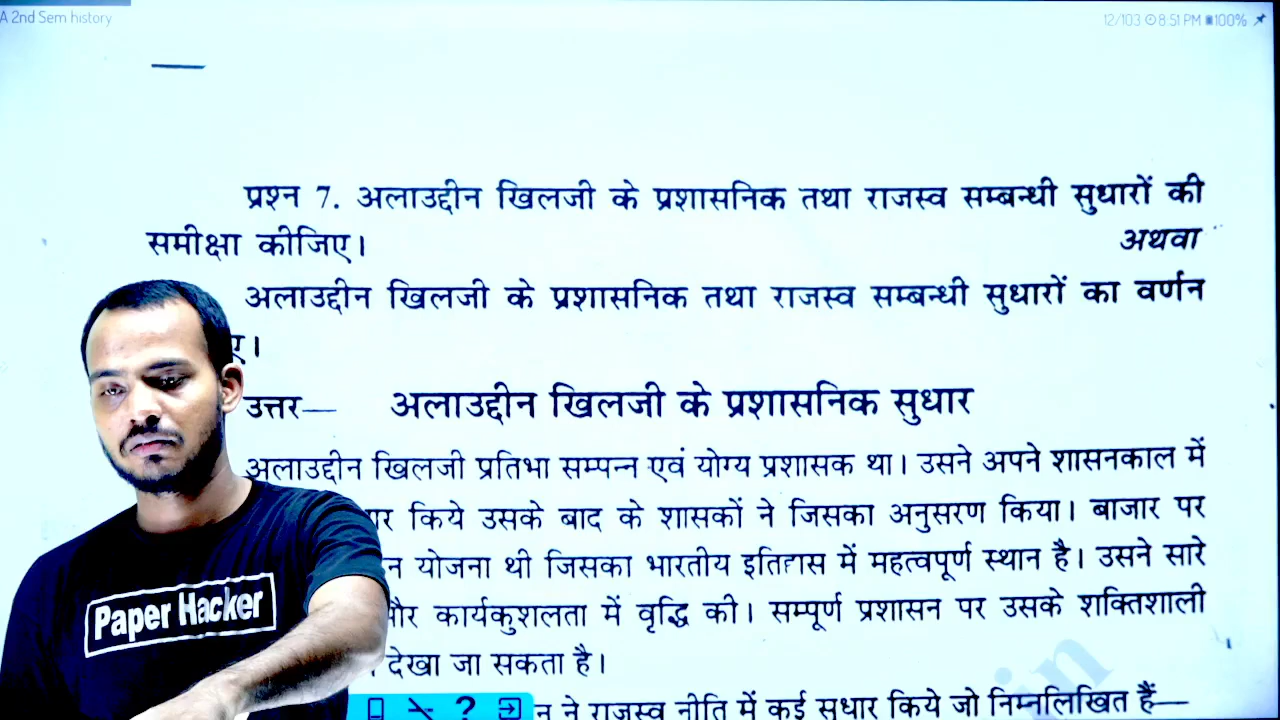 A 2nd Sem history
12/103 8:51 PM 100%
प्रश्न 7. अलाउद्दीन खिलजी के प्रशासनिक तथा राजस्व सम्बन्धी सुधारों की
समीक्षा कीजिए।
अथवा
अलाउद्दीन खिलजी के प्रशासनिक तथा राजस्व सम्बन्धी सुधारों का वर्णन
ए।
उत्तर— अलाउद्दीन खिलजी के प्रशासनिक सुधार
अलाउद्दीन खिलजी प्रतिभा सम्पन्न एवं योग्य प्रशासक था। उसने अपने शासनकाल में
किये उसके बाद के शासकों ने जिसका अनुसरण किया। बाजार पर
योजना थी जिसका भारतीय इतिहास में महत्वपूर्ण स्थान है। उसने सारे
और कार्यकुशलता में वृद्धि की। सम्पूर्ण प्रशासन पर उसके शक्तिशाली
देखा जा सकता है।
न ने राजस्व नीति में कई सुधार किये जो निम्नलिखित हैं—
Paper Hacker
in